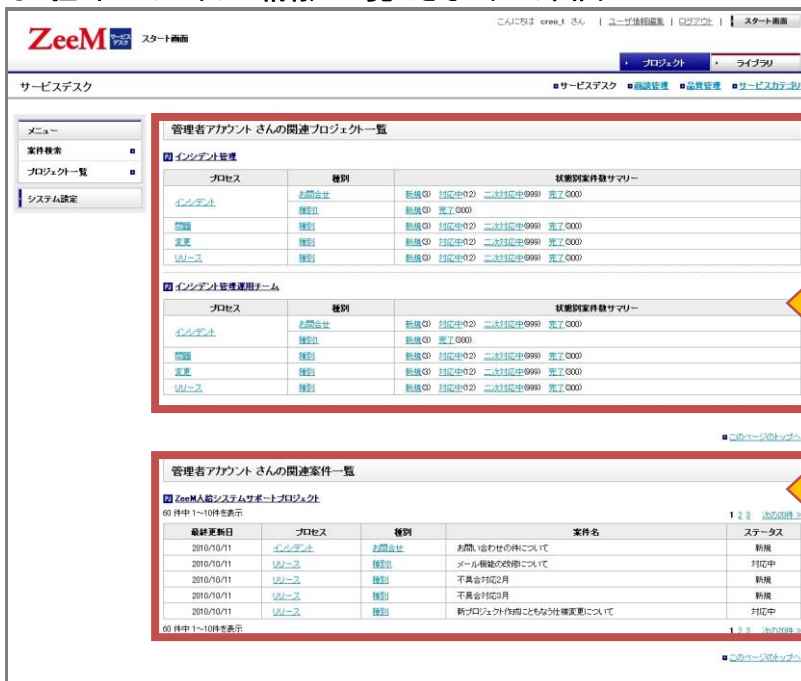 ZeeM サービスデスク スタート画面
こんにちは creo_t さん | ユーザ情報編集 | ログアウト | スタート画面
プロジェクト ライブラリ
サービスデスク
サービスデスク 商談管理 品質管理 サービスカテゴリ
メニュー
案件検索
プロジェクト一覧
システム設定
管理者アカウント さんの関連プロジェクト一覧
インシデント管理
プロセス 種別 状態別案件数サマリー
インシデント お問合せ 新規(3) 対応中(12) 二次対応中(999) 完了(300)
種別1 新規(3) 完了(300)
問題 種別 新規(3) 対応中(12) 二次対応中(999) 完了(300)
変更 種別 新規(3) 対応中(12) 二次対応中(999) 完了(300)
リリース 種別 新規(3) 対応中(12) 二次対応中(999) 完了(300)
インシデント管理運用チーム
プロセス 種別 状態別案件数サマリー
インシデント お問合せ 新規(3) 対応中(12) 二次対応中(999) 完了(300)
種別1 新規(3) 完了(300)
問題 種別 新規(3) 対応中(12) 二次対応中(999) 完了(300)
変更 種別 新規(3) 対応中(12) 二次対応中(999) 完了(300)
リリース 種別 新規(3) 対応中(12) 二次対応中(999) 完了(300)
このページのトップへ
管理者アカウント さんの関連案件一覧
ZeeM人給システムサポートプロジェクト
60 件中 1～10件を表示
1 2 3 次の20件 »
最終更新日 プロセス 種別 案件名 ステータス
2010/10/11 インシデント お問合せ お問い合わせの件について 新規
2010/10/11 リリース 種別1 メール機能の改修について 対応中
2010/10/11 リリース 種別 不具合対応2月 新規
2010/10/11 リリース 種別 不具合対応3月 新規
2010/10/11 リリース 種別 新プロジェクト作成にともなう仕様変更について 対応中
60 件中 1～10件を表示
1 2 3 次の20件 »
このページのトップへ